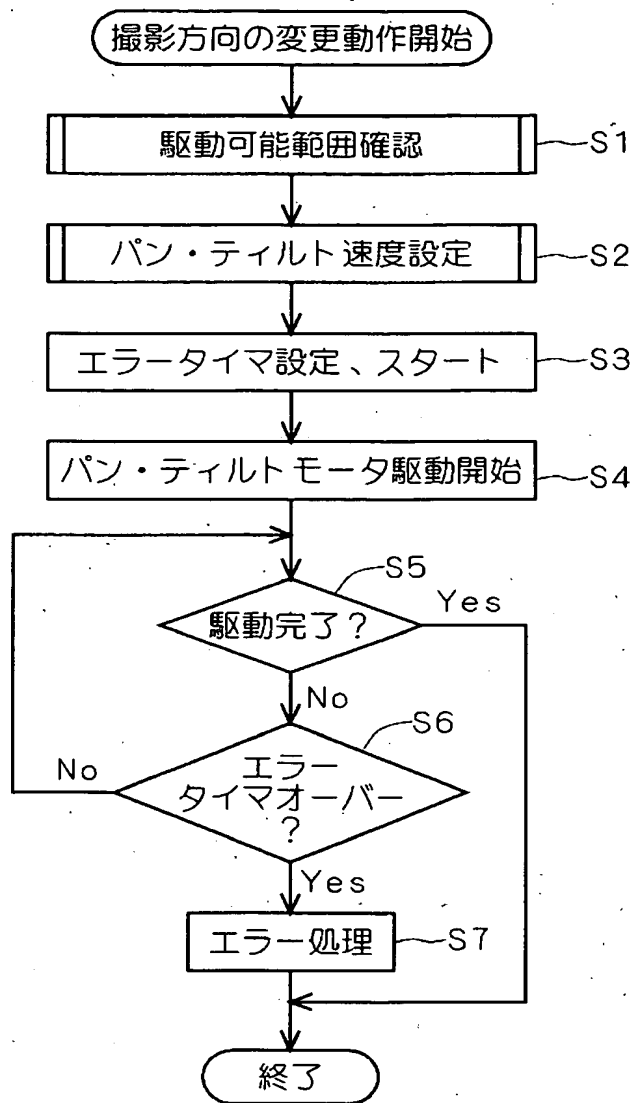 撮影方向の変更動作開始
駆動可能範囲確認
S1
パン・ティルト速度設定
S2
エラータイマ設定、スタート
S3
パン・ティルトモータ駆動開始
S4
S5
駆動完了?
Yes
No
S6
No
エラー
タイマオーバー
?
Yes
エラー処理
S7
終了